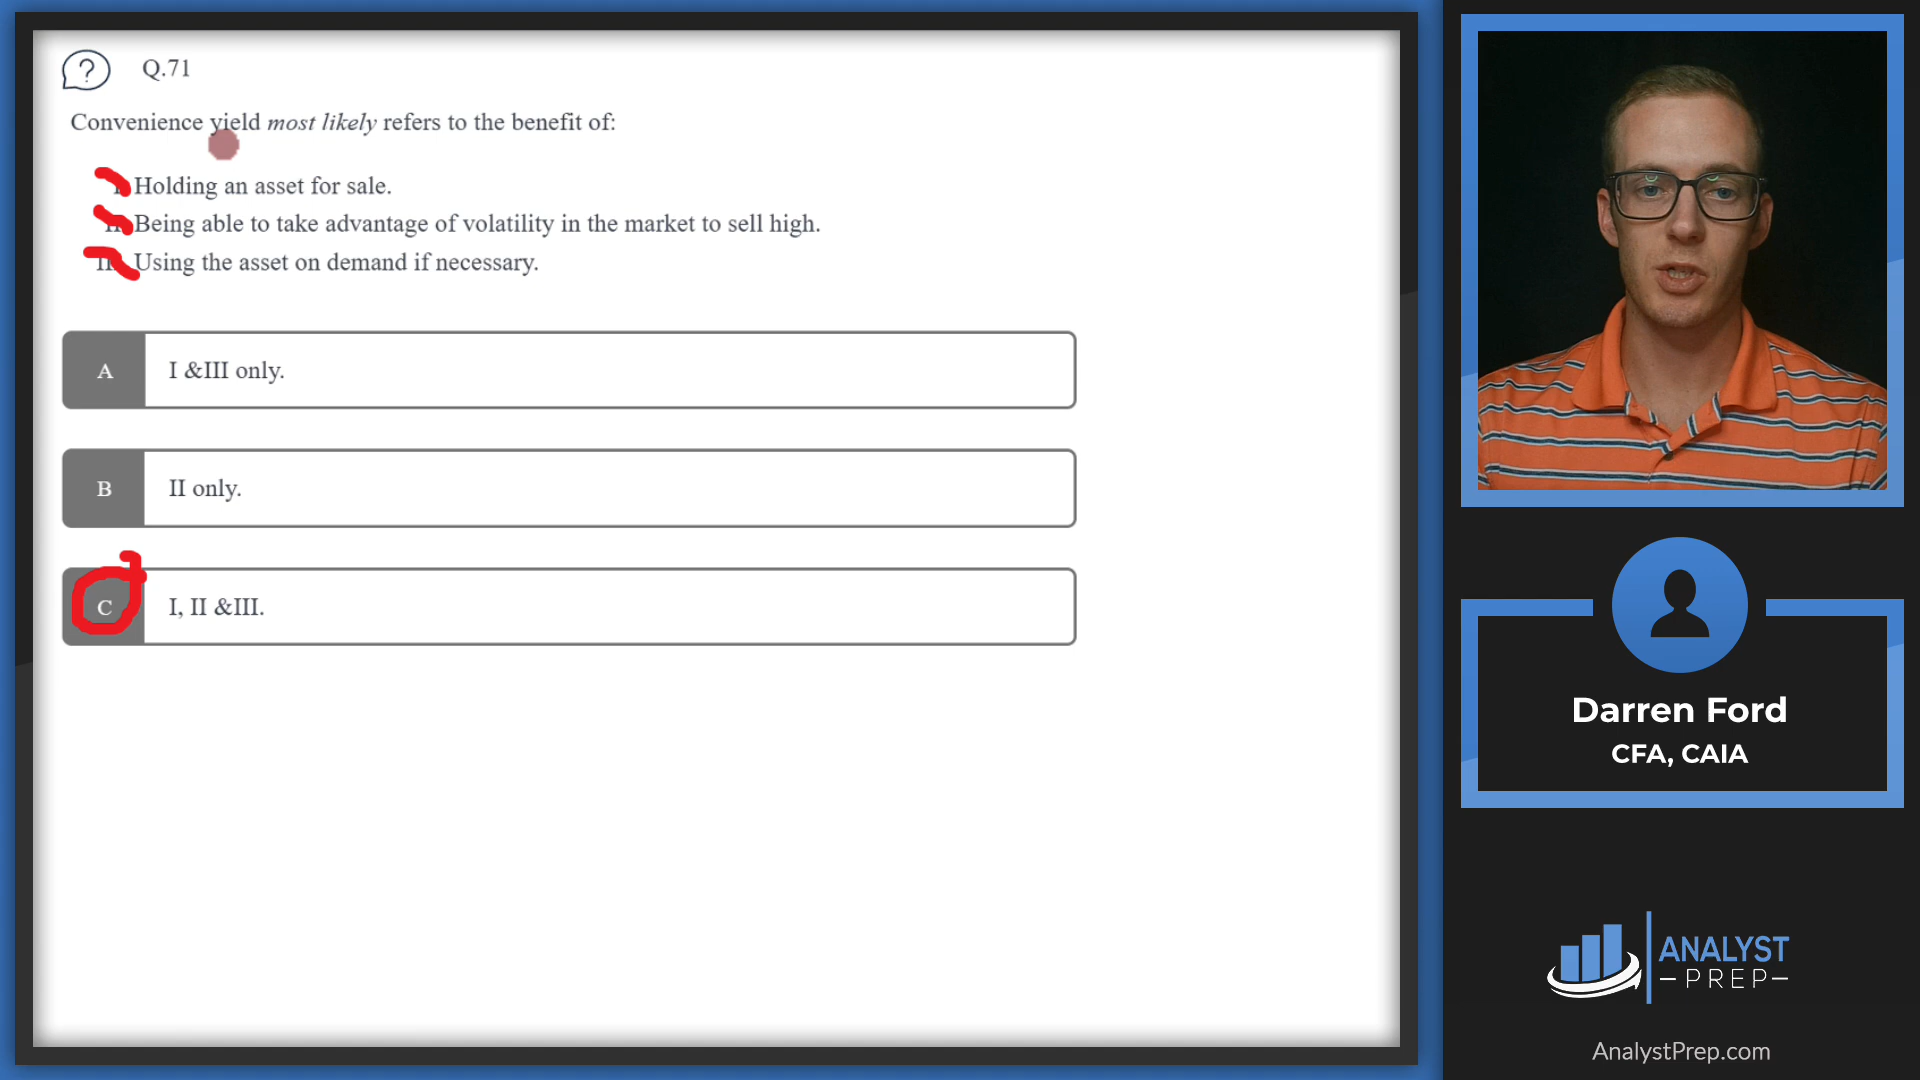 Q.71
Convenience yield most likely refers to the benefit of:
Holding an asset for sale.
Being able to take advantage of volatility in the market to sell high.
Using the asset on demand if necessary.
A
I &III only.
B
II only.
C
I, II &III.
Darren Ford
CFA, CAIA
ANALYST
PREP
AnalystPrep.com